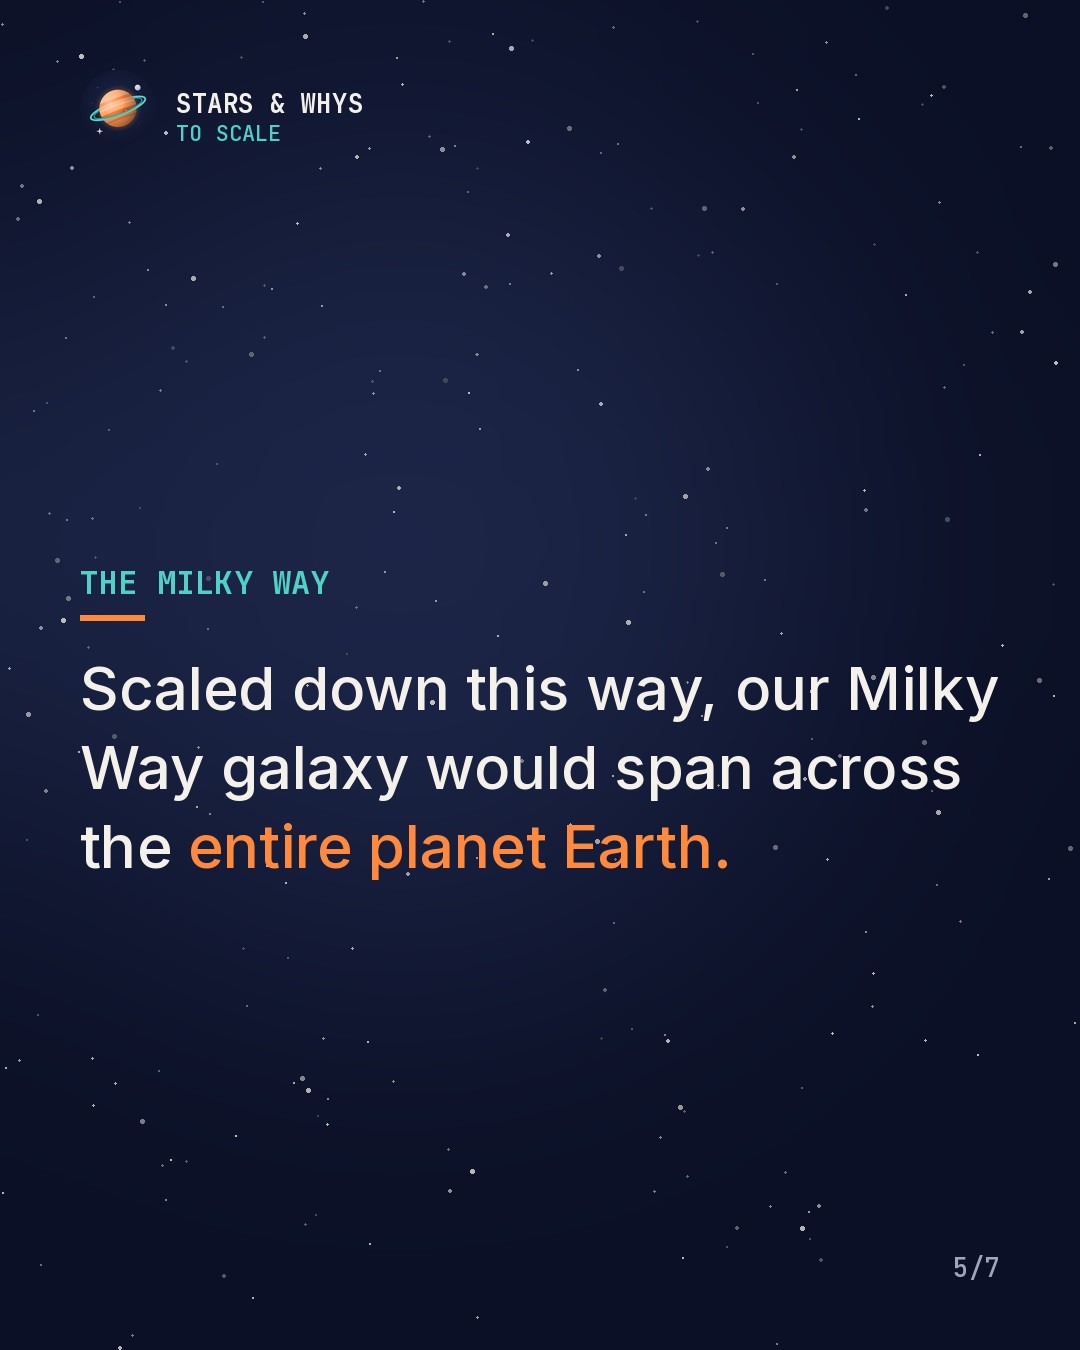 STARS & WHYS
TO SCALE
THE MILKY WAY
Scaled down this way, our Milky
Way galaxy would span across
the entire planet Earth.
5/7